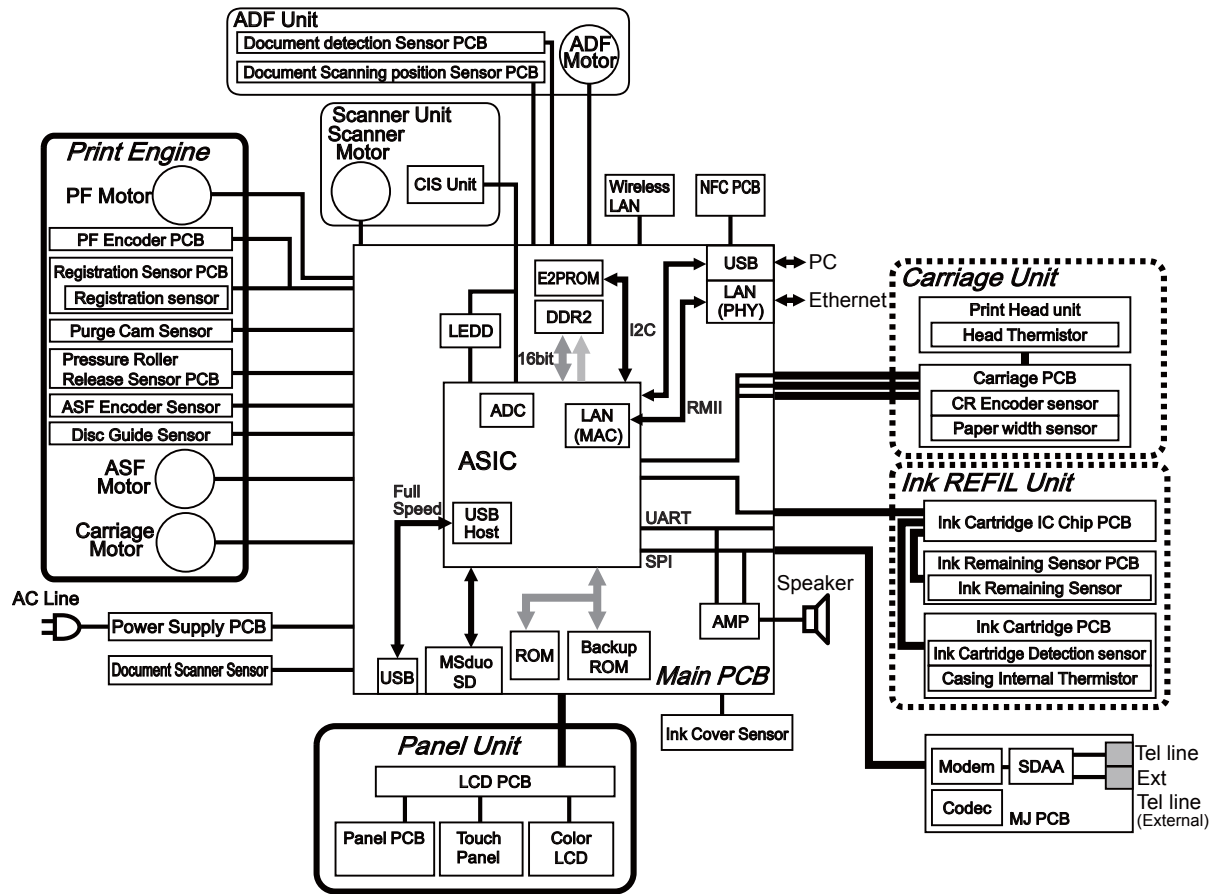 ADF Unit
Document detection Sensor PCB
Document Scanning position Sensor PCB
ADF
Motor
Scanner Unit
Scanner
Motor
CIS Unit
Print Engine
PF Motor
PF Encoder PCB
Registration Sensor PCB
Registration sensor
Purge Cam Sensor
Pressure Roller
Release Sensor PCB
ASF Encoder Sensor
Disc Guide Sensor
ASF
Motor
Carriage
Motor
AC Line
Power Supply PCB
Document Scanner Sensor
Wireless
LAN
NFC PCB
USB
PC
LAN
(PHY)
Ethernet
E2PROM
DDR2
I2C
LEDD
16bit
RMII
ADC
LAN
(MAC)
ASIC
Full
Speed
USB
Host
UART
SPI
AMP
Speaker
USB
MSduo
SD
ROM
Backup
ROM
Main PCB
Ink Cover Sensor
Panel Unit
LCD PCB
Panel PCB
Touch
Panel
Color
LCD
Carriage Unit
Print Head unit
Head Thermistor
Carriage PCB
CR Encoder sensor
Paper width sensor
Ink REFIL Unit
Ink Cartridge IC Chip PCB
Ink Remaining Sensor PCB
Ink Remaining Sensor
Ink Cartridge PCB
Ink Cartridge Detection sensor
Casing Internal Thermistor
Modem
SDAA
Tel line
Ext
Codec
MJ PCB
Tel line
(External)